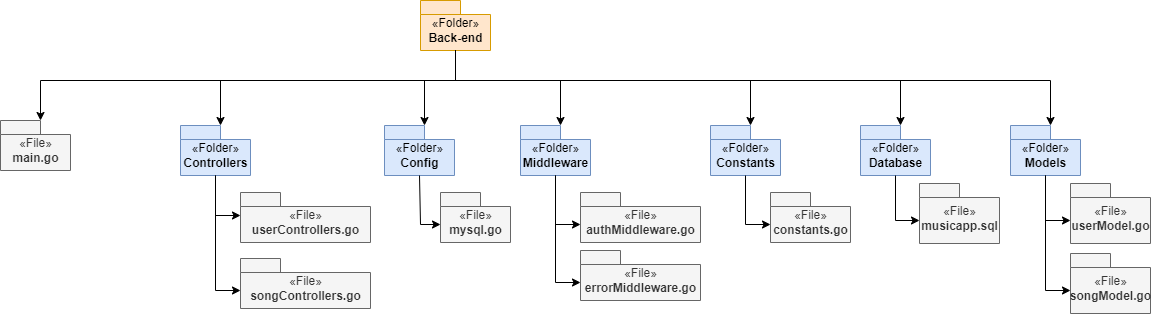 «Folder»
Back-end
«File»
main.go
«Folder»
Controllers
«Folder»
Config
«Folder»
Middleware
«Folder»
Constants
«Folder»
Database
«Folder»
Models
«File»
userControllers.go
«File»
mysql.go
«File»
authMiddleware.go
«File»
constants.go
«File»
musicapp.sql
«File»
userModel.go
«File»
songControllers.go
«File»
errorMiddleware.go
«File»
songModel.go